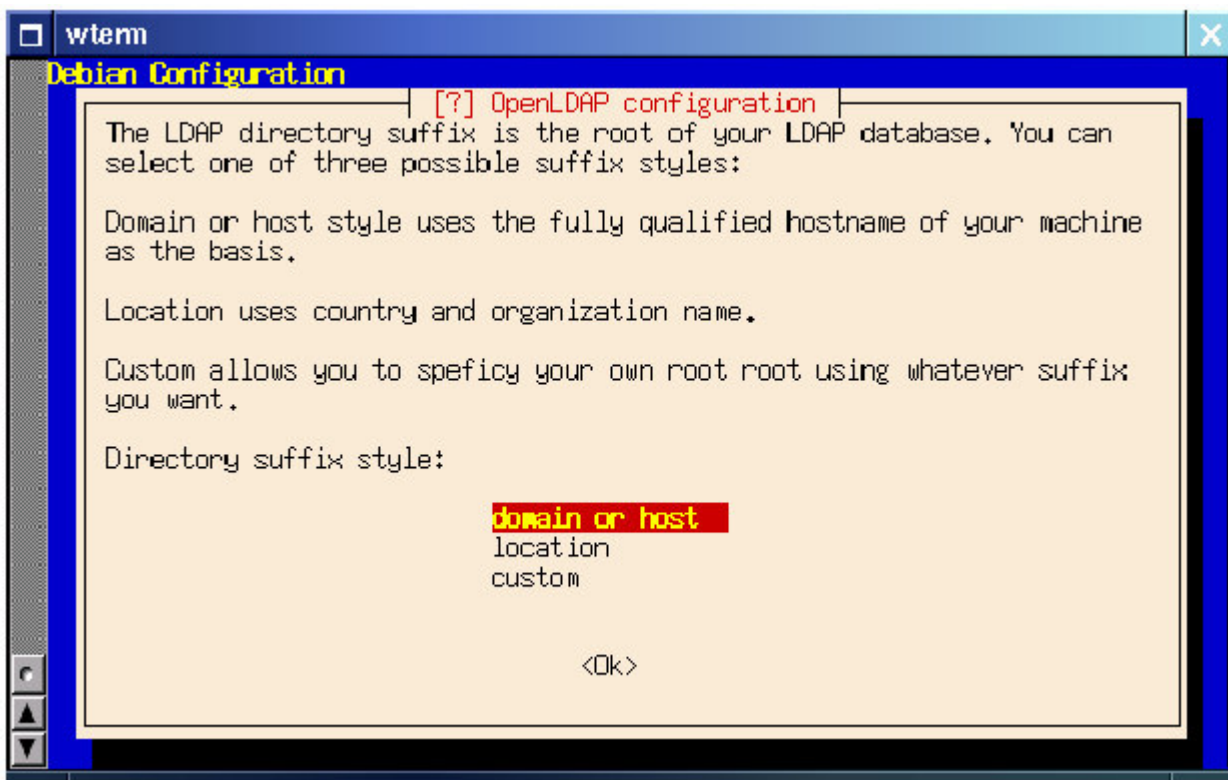 wterm
Debian Configuration
[?] OpenLDAP configuration
The LDAP directory suffix is the root of your LDAP database. You can
select one of three possible suffix styles:
Domain or host style uses the fully qualified hostname of your machine
as the basis.
Location uses country and organization name.
Custom allows you to speficy your own root root using whatever suffix
you want.
Directory suffix style:
domain or host
location
custom
<Ok>